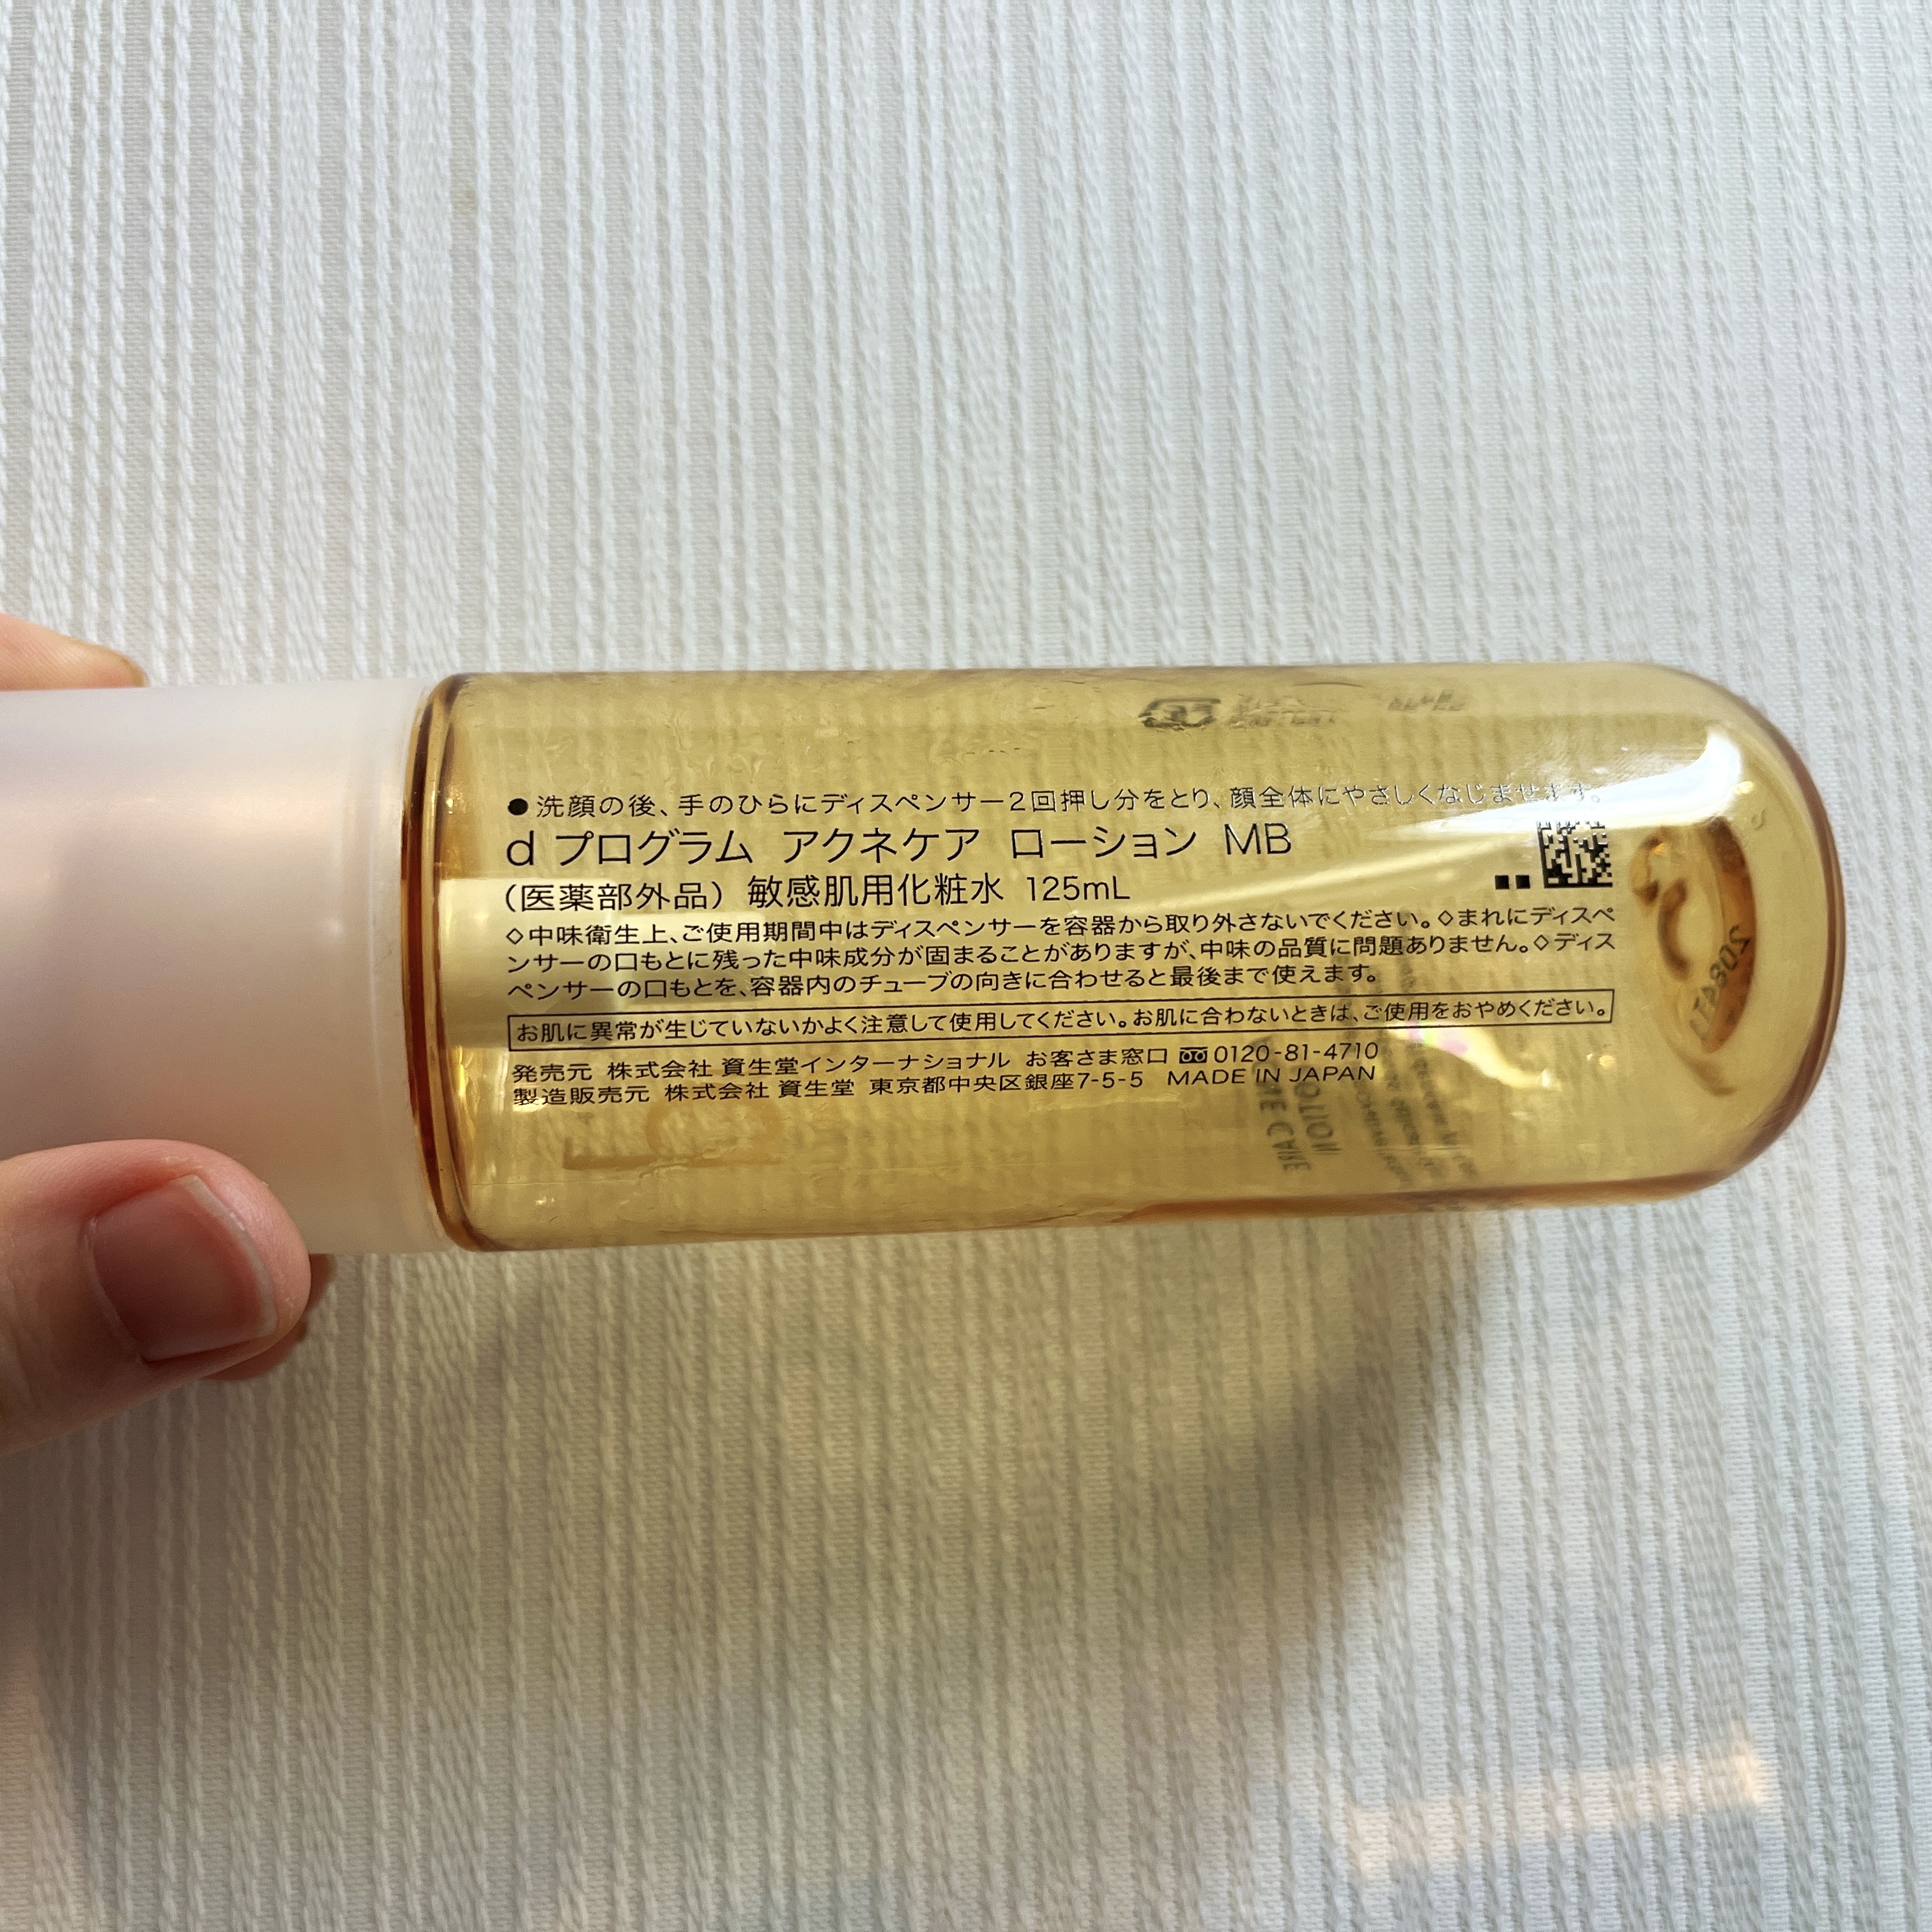 ●洗顔の後、手のひらにディスペンサー2回押し分をとり、顔全体にやさしくなじませます。
d プログラム アクネケア ローション MB
(医薬部外品) 敏感肌用化粧水 125mL
◇中味衛生上、ご使用期間中はディスペンサーを容器から取り外さないでください。◇まれにディスペ
ンサーの口もとに残った中味成分が固まることがありますが、中味の品質に問題ありません。◇ディス
ペンサーの口もとを、容器内のチューブの向きに合わせると最後まで使えます。
お肌に異常が生じていないかよく注意して使用してください。お肌に合わないときは、ご使用をおやめください。
発売元 株式会社 資生堂インターナショナル お客さま窓口 0120-81-4710
製造販売元 株式会社 資生堂 東京都中央区銀座7-5-5 MADE IN JAPAN